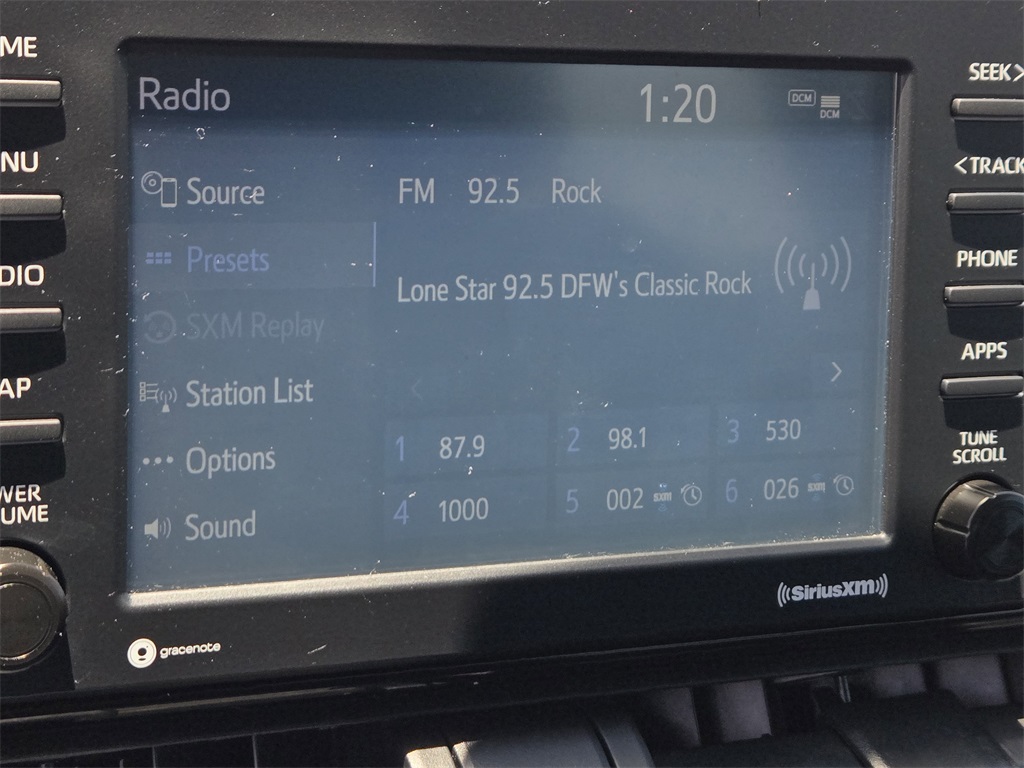 Radio
1:20
DCM
DCM
Source
FM 92.5 Rock
Presets
Lone Star 92.5 DFW's Classic Rock
SXM Replay
Station List
< >
1 87.9
2 98.1
3 530
Options
4 1000
5 002 SXM
6 026 SXM
Sound
ME
NU
DIO
AP
WER
UME
SEEK>
<TRACK
PHONE
APPS
TUNE
SCROLL
gracenote
((SiriusXM))